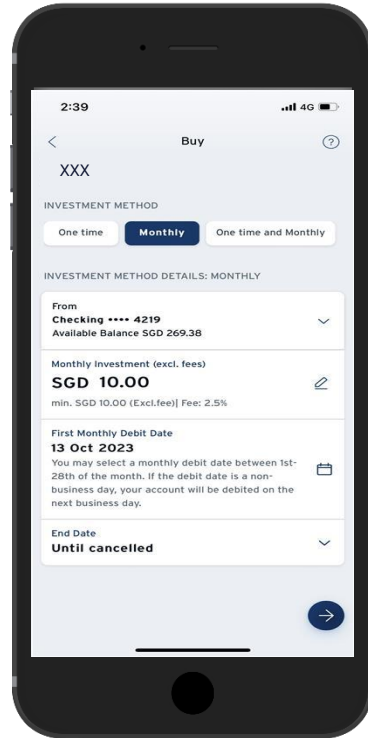 2:39
4G
Buy
?
XXX
INVESTMENT METHOD
One time
Monthly
One time and Monthly
INVESTMENT METHOD DETAILS: MONTHLY
From
Checking •••• 4219
Available Balance SGD 269.38
Monthly Investment (excl. fees)
SGD 10.00
min. SGD 10.00 (Excl.fee)| Fee: 2.5%
First Monthly Debit Date
13 Oct 2023
You may select a monthly debit date between 1st-
28th of the month. If the debit date is a non-
business day, your account will be debited on the
next business day.
End Date
Until cancelled